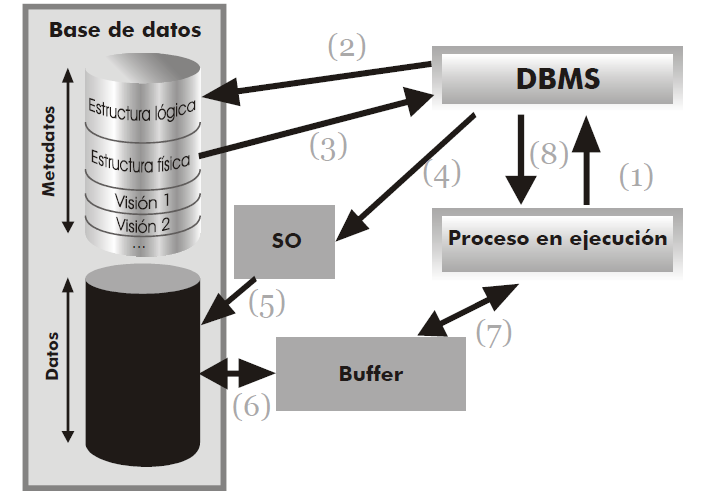 Base de datos
(2)
DBMS
Estructura lógica
Metadatos
(3)
(8)
Estructura física
(4)
(1)
Visión 1
Visión 2
...
SO
Proceso en ejecución
(5)
(7)
Datos
Buffer
(6)